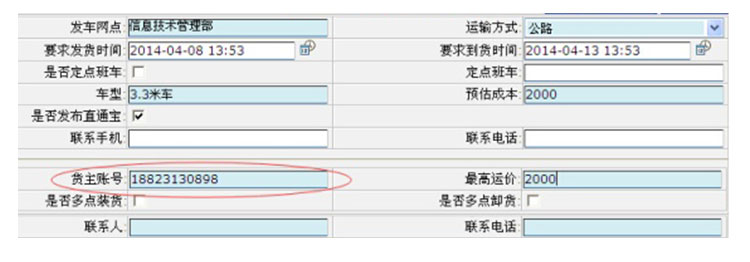 发车网点: 信息技术管理部 运输方式: 公路
要求发货时间: 2014-04-08 13:53 要求到货时间: 2014-04-13 13:53
是否定点班车: 定点班车:
车型: 3.3米车 预估成本: 2000
是否发布直通宝:
联系手机: 联系电话:
货主账号: 18823130898 最高运价: 2000
是否多点装货: 是否多点卸货:
联系人: 联系电话: